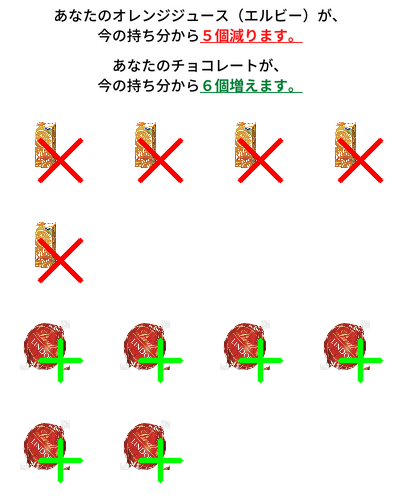 あなたのオレンジジュース（エルビー）が、
今の持ち分から５個減ります。
あなたのチョコレートが、
今の持ち分から６個増えます。